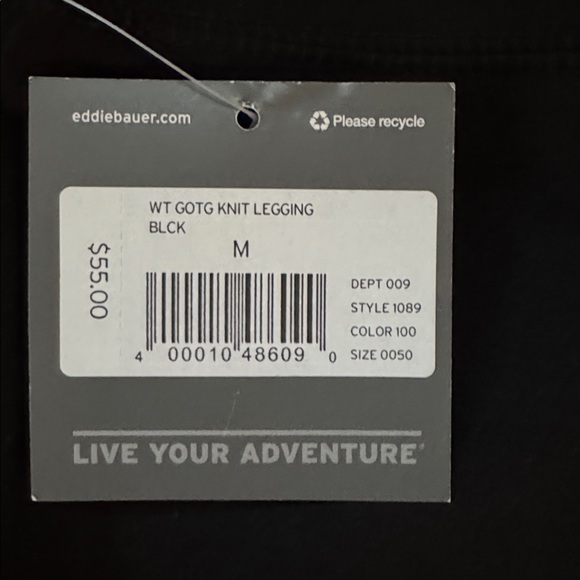 eddiebauer.com
Please recycle
WT GOTG KNIT LEGGING
BLCK
M
$55.00
DEPT 009
STYLE 1089
COLOR 100
SIZE 0050
4 00010 48609 0
LIVE YOUR ADVENTURE®